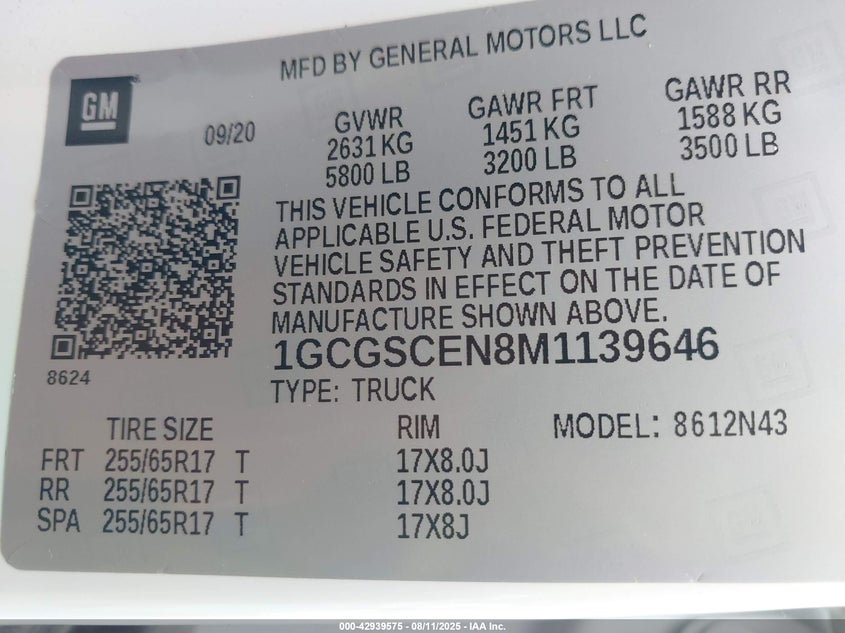 MFD BY GENERAL MOTORS LLC
GM
09/20
GVWR GAWR FRT GAWR RR
2631 KG 1451 KG 1588 KG
5800 LB 3200 LB 3500 LB
THIS VEHICLE CONFORMS TO ALL
APPLICABLE U.S. FEDERAL MOTOR
VEHICLE SAFETY AND THEFT PREVENTION
STANDARDS IN EFFECT ON THE DATE OF
MANUFACTURE SHOWN ABOVE.
1GCGSCEN8M1139646
8624
TYPE: TRUCK
TIRE SIZE RIM MODEL: 8612N43
FRT 255/65R17 T 17X8.0J
RR 255/65R17 T 17X8.0J
SPA 255/65R17 T 17X8J
000-42939575 - 08/11/2025 - IAA Inc.